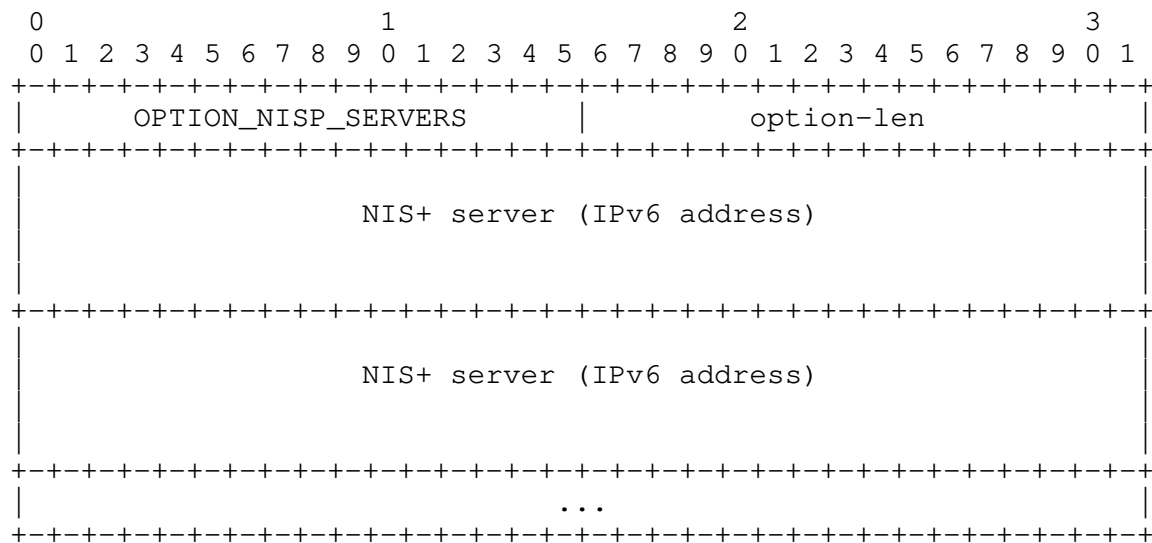 0                   1                   2                   3
 0 1 2 3 4 5 6 7 8 9 0 1 2 3 4 5 6 7 8 9 0 1 2 3 4 5 6 7 8 9 0 1
+-+-+-+-+-+-+-+-+-+-+-+-+-+-+-+-+-+-+-+-+-+-+-+-+-+-+-+-+-+-+-+-+
|      OPTION_NISP_SERVERS      |         option-len            |
+-+-+-+-+-+-+-+-+-+-+-+-+-+-+-+-+-+-+-+-+-+-+-+-+-+-+-+-+-+-+-+-+
|                                                               |
|                   NIS+ server (IPv6 address)                  |
|                                                               |
|                                                               |
+-+-+-+-+-+-+-+-+-+-+-+-+-+-+-+-+-+-+-+-+-+-+-+-+-+-+-+-+-+-+-+-+
|                                                               |
|                   NIS+ server (IPv6 address)                  |
|                                                               |
|                                                               |
+-+-+-+-+-+-+-+-+-+-+-+-+-+-+-+-+-+-+-+-+-+-+-+-+-+-+-+-+-+-+-+-+
|                              ...                              |
+-+-+-+-+-+-+-+-+-+-+-+-+-+-+-+-+-+-+-+-+-+-+-+-+-+-+-+-+-+-+-+-+